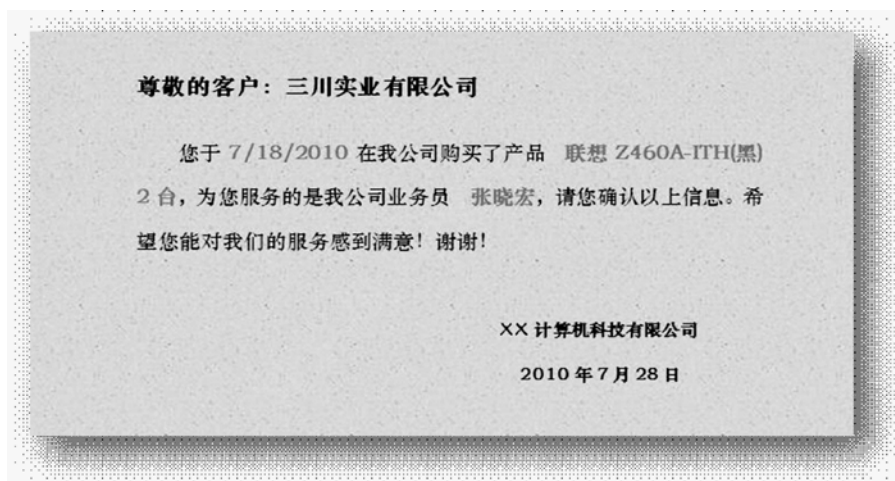 尊敬的客户：三川实业有限公司
您于 7/18/2010 在我公司购买了产品 联想 Z460A-ITH(黑)
2 台，为您服务的是我公司业务员 张晓宏，请您确认以上信息。希
望您能对我们的服务感到满意！谢谢！
XX 计算机科技有限公司
2010 年 7 月 28 日